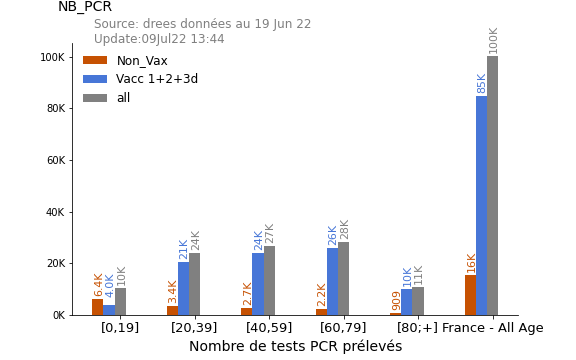 NB_PCR
Source: drees données au 19 Jun 22
Update:09Jul22 13:44
Non_Vax
Vacc 1+2+3d
all
100K
80K
60K
40K
20K
0K
6.4K
4.0K
10K
3.4K
21K
24K
2.7K
24K
27K
2.2K
26K
28K
909
10K
11K
16K
85K
100K
[0,19] [20,39] [40,59] [60,79] [80;+] France - All Age
Nombre de tests PCR prélevés